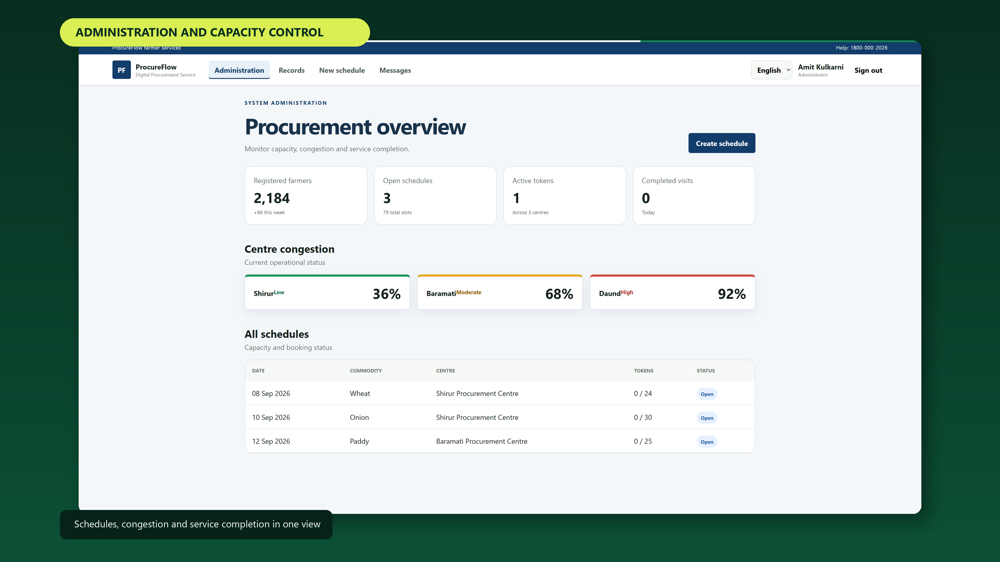 ADMINISTRATION AND CAPACITY CONTROL
ProcureFlow farmer services
Help: 1800-000-2026
PF
ProcureFlow
Digital Procurement Service
Administration
Records
New schedule
Messages
English
Amit Kulkarni
Administrator
Sign out
SYSTEM ADMINISTRATION
Procurement overview
Monitor capacity, congestion and service completion.
Create schedule
Registered farmers
2,184
+86 this week
Open schedules
3
79 total slots
Active tokens
1
Across 3 centres
Completed visits
0
Today
Centre congestion
Current operational status
Shirur Low 36%
Baramati Moderate 68%
Daund High 92%
All schedules
Capacity and booking status
DATE COMMODITY CENTRE TOKENS STATUS
08 Sep 2026 Wheat Shirur Procurement Centre 0 / 24 Open
10 Sep 2026 Onion Shirur Procurement Centre 0 / 30 Open
12 Sep 2026 Paddy Baramati Procurement Centre 0 / 25 Open
Schedules, congestion and service completion in one view